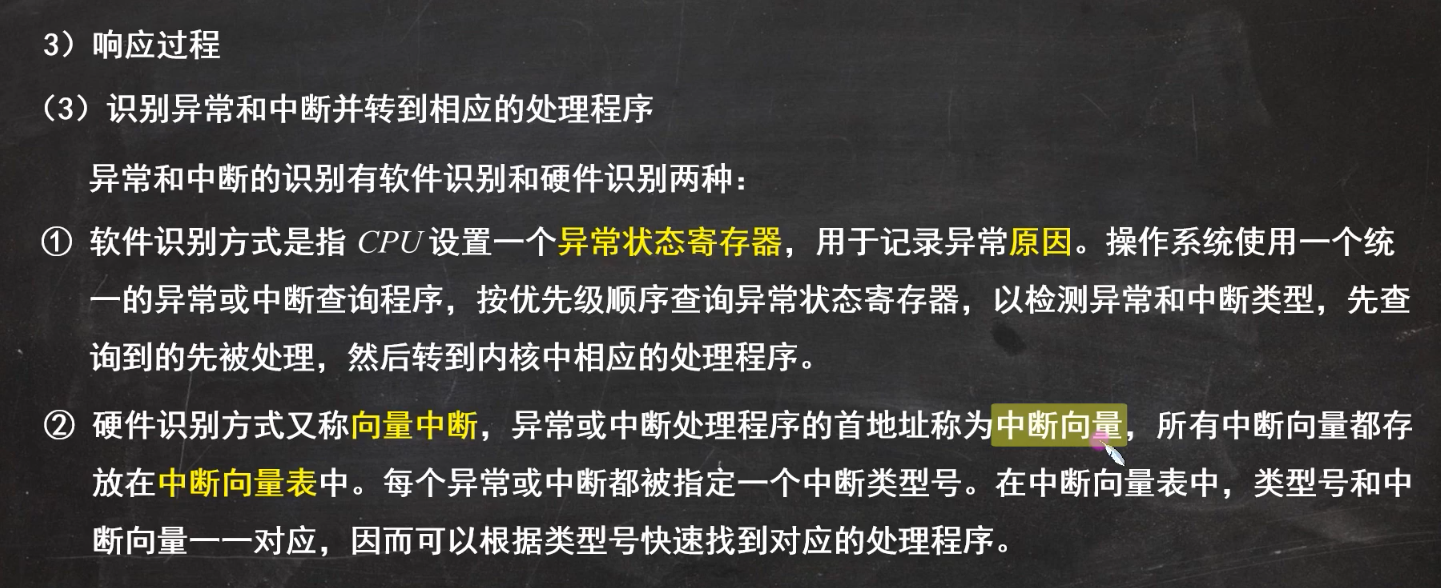 3）响应过程
（3）识别异常和中断并转到相应的处理程序
异常和中断的识别有软件识别和硬件识别两种：
① 软件识别方式是指 CPU 设置一个异常状态寄存器，用于记录异常原因。操作系统使用一个统
一的异常或中断查询程序，按优先级顺序查询异常状态寄存器，以检测异常和中断类型，先查
询到的先被处理，然后转到内核中相应的处理程序。
② 硬件识别方式又称向量中断，异常或中断处理程序的首地址称为中断向量，所有中断向量都存
放在中断向量表中。每个异常或中断都被指定一个中断类型号。在中断向量表中，类型号和中
断向量一一对应，因而可以根据类型号快速找到对应的处理程序。